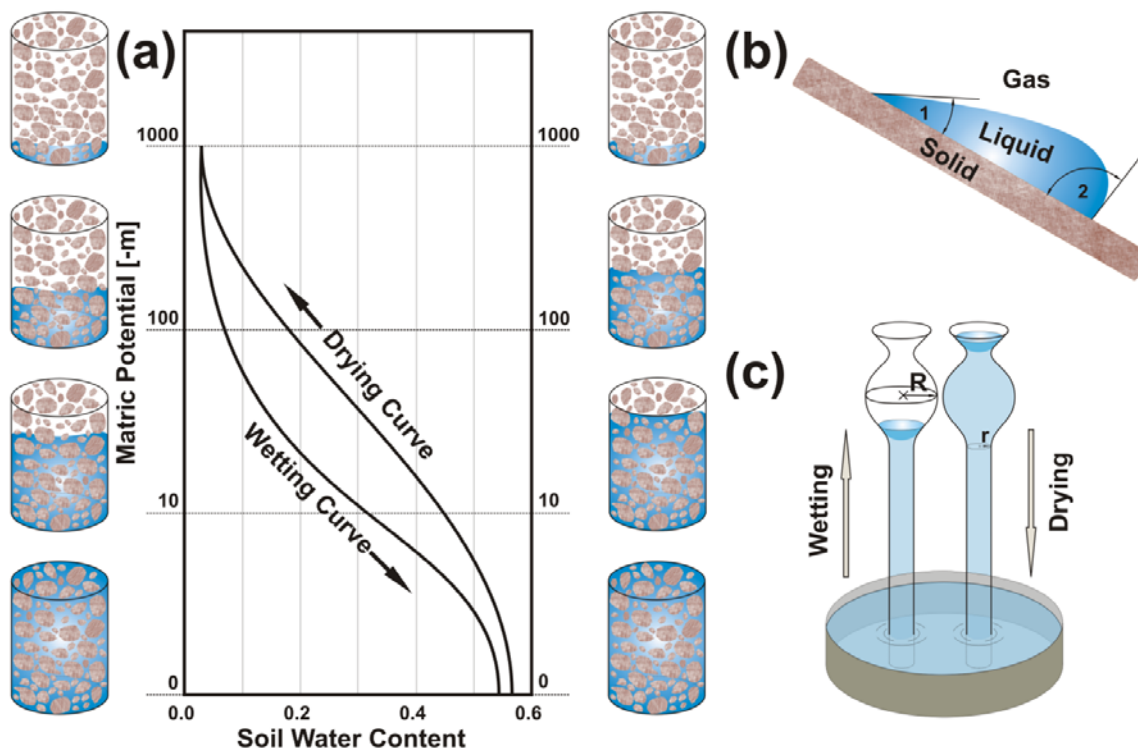 (a)
Matric Potential [-m]
1000
100
10
0
1000
100
10
0
Drying Curve
Wetting Curve
0.0
0.2
0.4
0.6
Soil Water Content
(b)
Gas
Liquid
Solid
1
2
(c)
R
r
Wetting
Drying